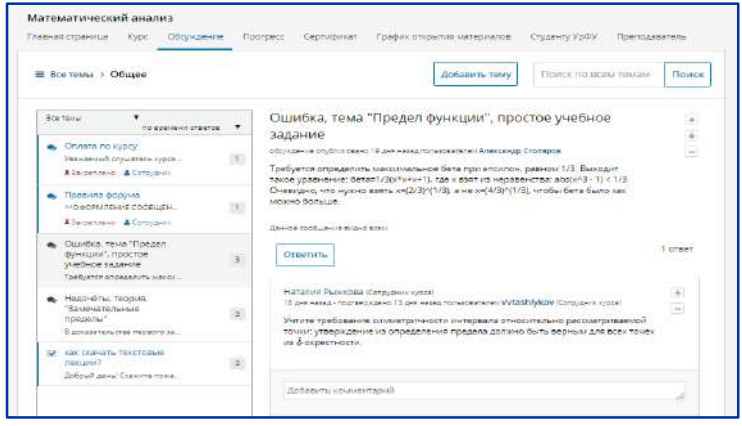 Математический анализ
Главная страница Курс Обсуждение Прогресс Сертификат График открытия материалов Студенту УрФУ Преподаватель
Все темы > Общее
Добавить тему
Поиск по всем темам
Поиск
Все темы
по времени ответов
Оплата по курсу
Уважаемый слушатель курса...
1
Закреплено Сотрудник
Правила форума
ОФОРМЛЕНИЕ СООБЩЕН...
1
Закреплено Сотрудник
Ошибка, тема "Предел
функции", простое
учебное задание
3
Требуется определить макси...
Недочёты, теория,
"Замечательные
пределы"
2
В доказательстве первого за...
как скачать текстовые
лекции?
2
Добрый день! Скажите пожа...
Ошибка, тема "Предел функции", простое учебное
задание
обсуждение опубликовано 19 дня назад пользователем Александр Столяров
Требуется определить максимальное бета при эпсилон, равном 1/3. Выходит
такое уравнение: бета=1/3(x*x+x+1), где x взят из неравенства: abs(x^3 - 1) < 1/3.
Очевидно, что нужно взять x=(2/3)^(1/3), а не x=(4/3)^(1/3), чтобы бета было как
можно больше.
Данное сообщение видно всем.
Ответить
1 ответ
Наталия Рыжкова (Сотрудник курса)
15 дня назад - подтверждено 15 дня назад пользователем vvtashlykov (Сотрудник курса)
Учтите требование симметричности интервала относительно рассматриваемой
точки: утверждение из определения предела должно быть верным для всех точек
из δ-окрестности.
Добавить комментарий